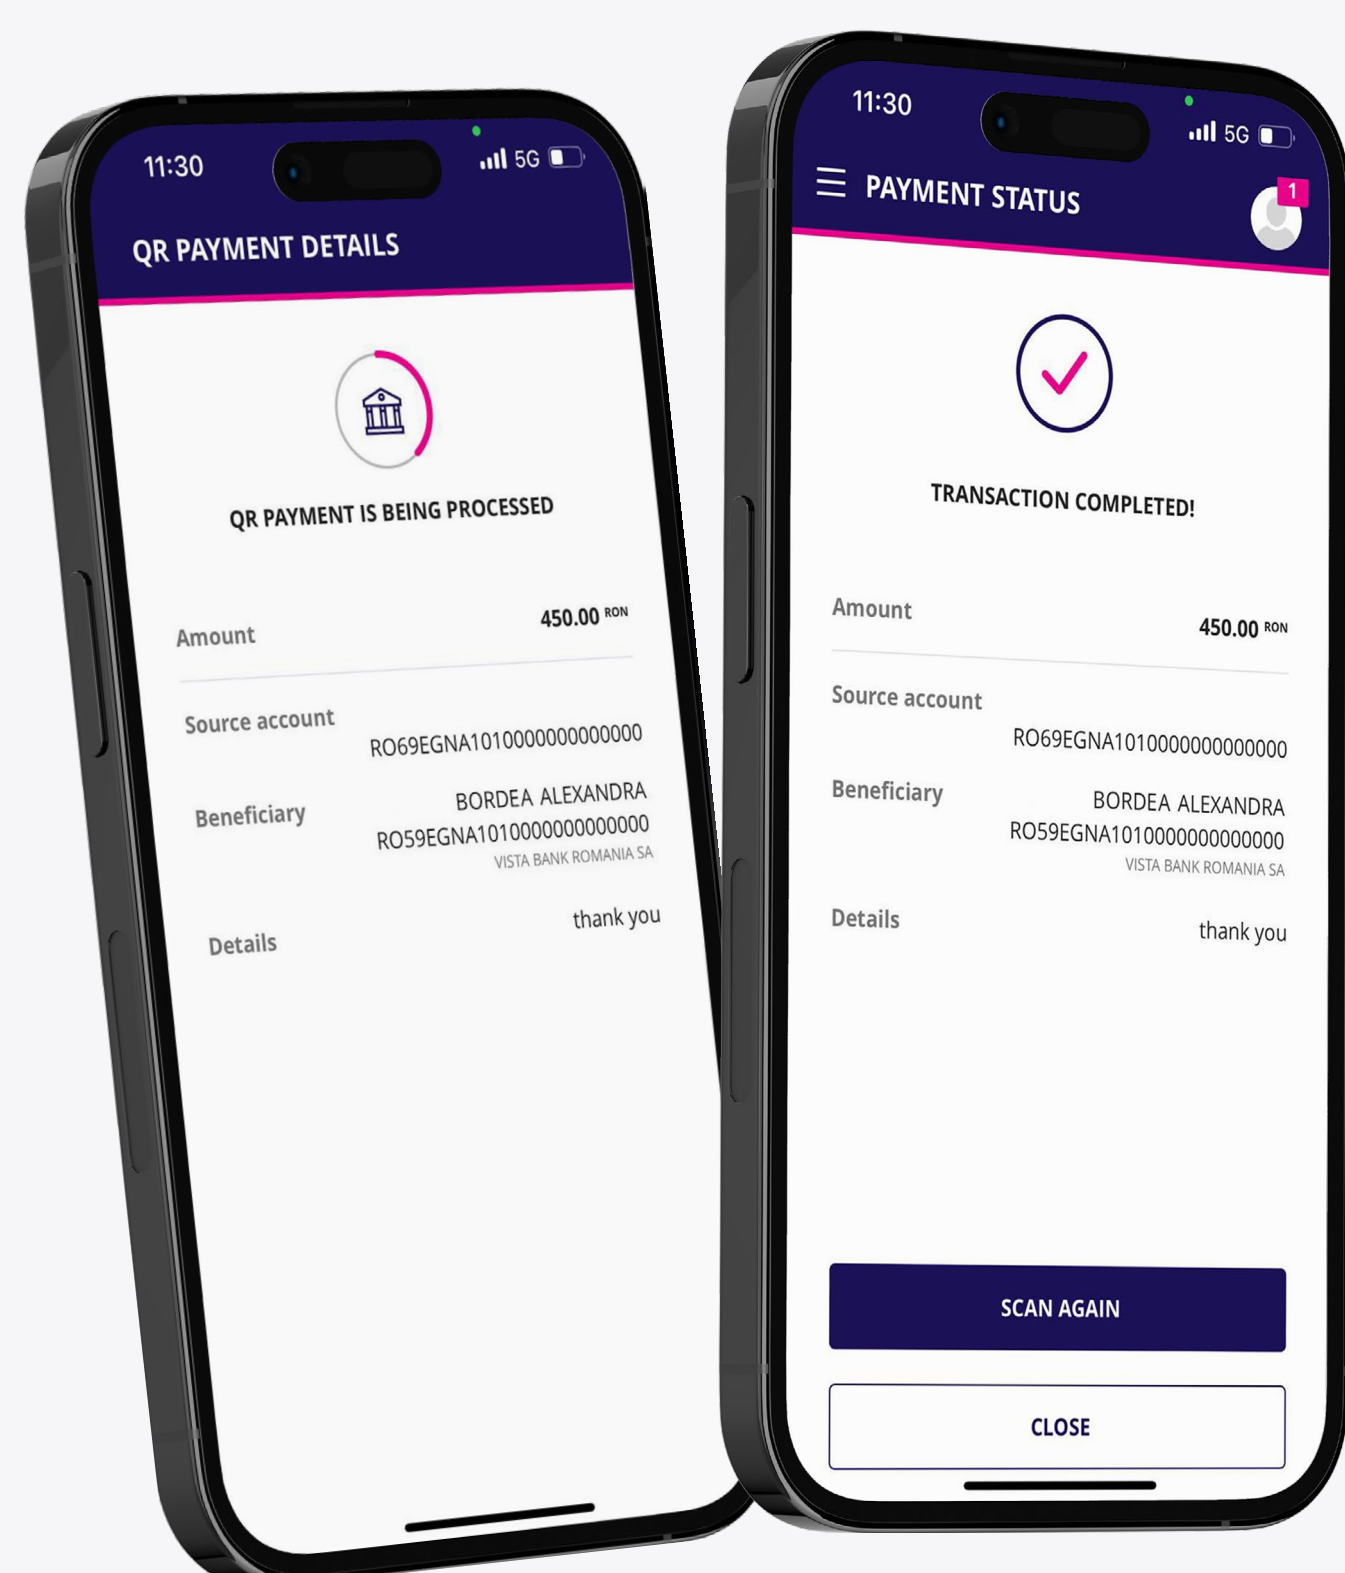 11:30
5G
QR PAYMENT DETAILS
QR PAYMENT IS BEING PROCESSED
Amount
450.00 RON
Source account
RO69EGNA1010000000000000
Beneficiary
BORDEA ALEXANDRA
RO59EGNA1010000000000000
VISTA BANK ROMANIA SA
Details
thank you
11:30
5G
PAYMENT STATUS
1
TRANSACTION COMPLETED!
Amount
450.00 RON
Source account
RO69EGNA1010000000000000
Beneficiary
BORDEA ALEXANDRA
RO59EGNA1010000000000000
VISTA BANK ROMANIA SA
Details
thank you
SCAN AGAIN
CLOSE